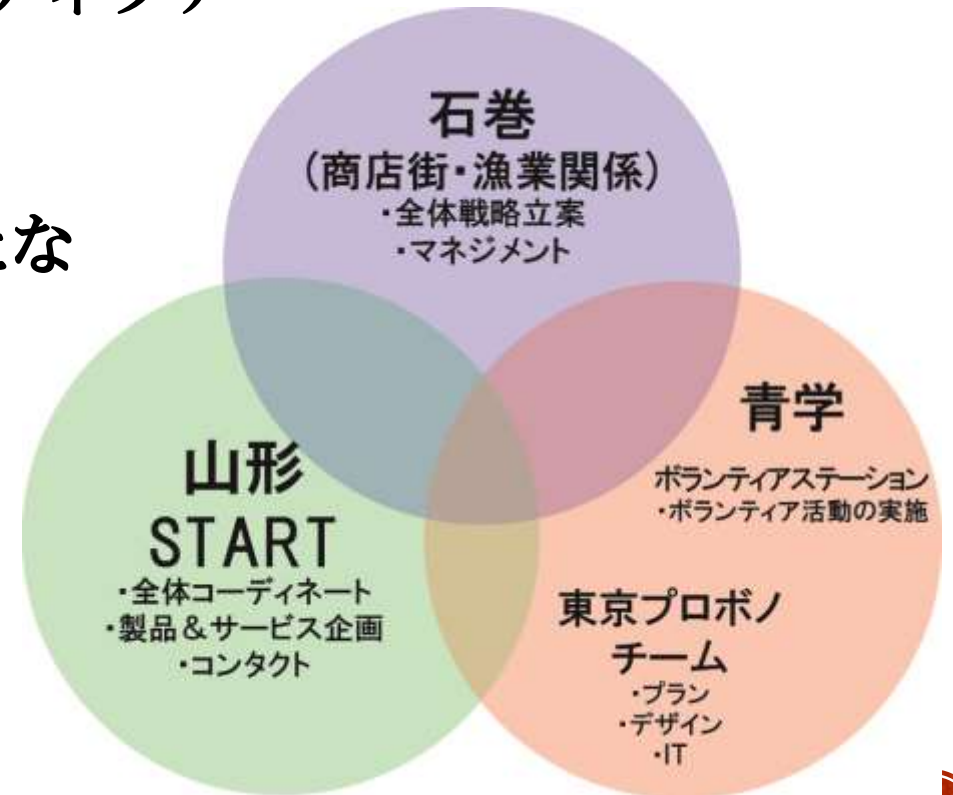 石巻
（商店街・漁業関係）
・全体戦略立案
・マネジメント
青学
ボランティアステーション
・ボランティア活動の実施
山形
START
・全体コーディネート
・製品＆サービス企画
・コンタクト
東京プロボノ
チーム
・プラン
・デザイン
・IT